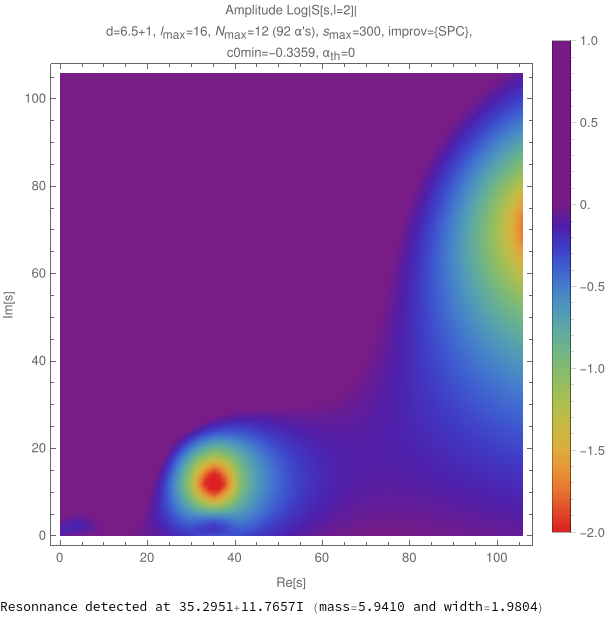 Amplitude Log|S[s,l=2]|
d=6.5+1, lmax=16, Nmax=12 (92 α's), smax=300, improv={SPC},
c0min=-0.3359, αth=0
100
80
60
40
20
0
Im[s]
0 20 40 60 80 100
Re[s]
1.0
0.5
0.
-0.5
-1.0
-1.5
-2.0
Resonnance detected at 35.2951+11.7657I (mass=5.9410 and width=1.9804)